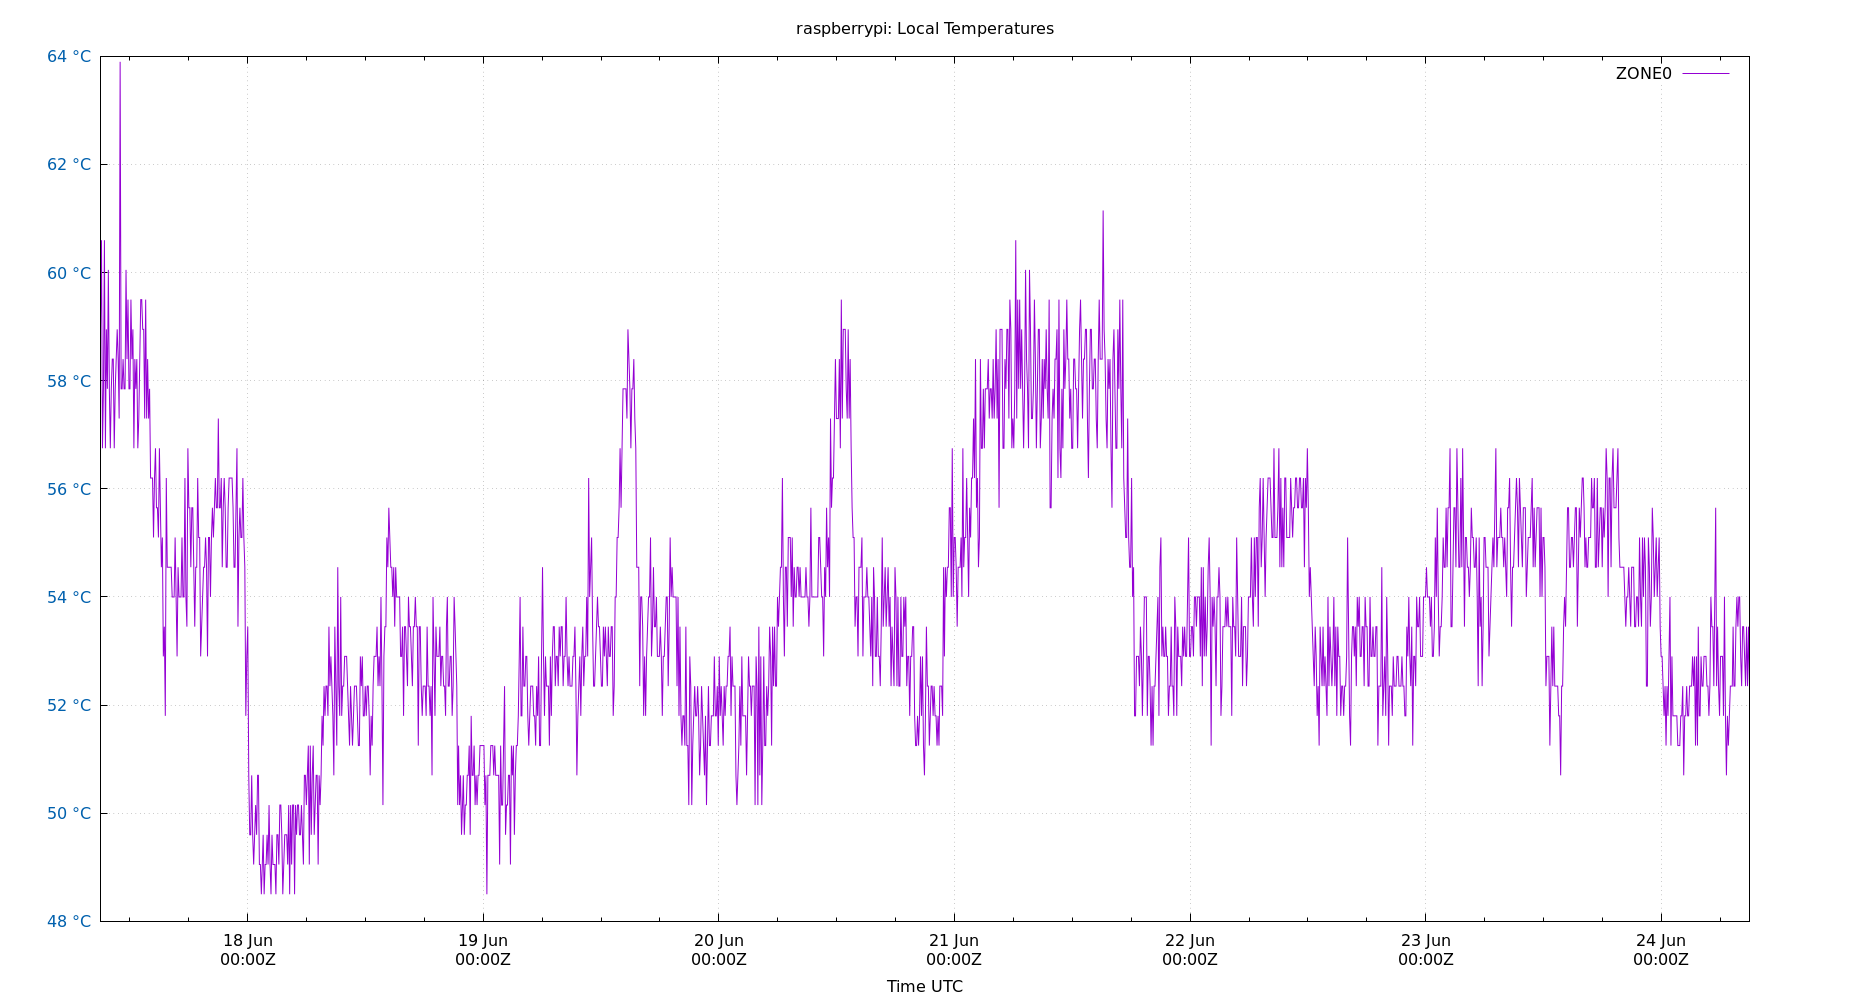 raspberrypi: Local Temperatures
64 °C
62 °C
60 °C
58 °C
56 °C
54 °C
52 °C
50 °C
48 °C
ZONE0
18 Jun
00:00Z
19 Jun
00:00Z
20 Jun
00:00Z
21 Jun
00:00Z
22 Jun
00:00Z
23 Jun
00:00Z
24 Jun
00:00Z
Time UTC